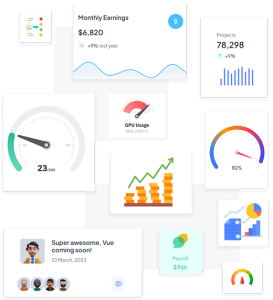 Monthly Earnings
$6,820
+9% last year
Projects
78,298
+9%
GPU Usage
23
92%
Super awesome, Vue
coming soon!
22 March, 2023
Payroll
$96k